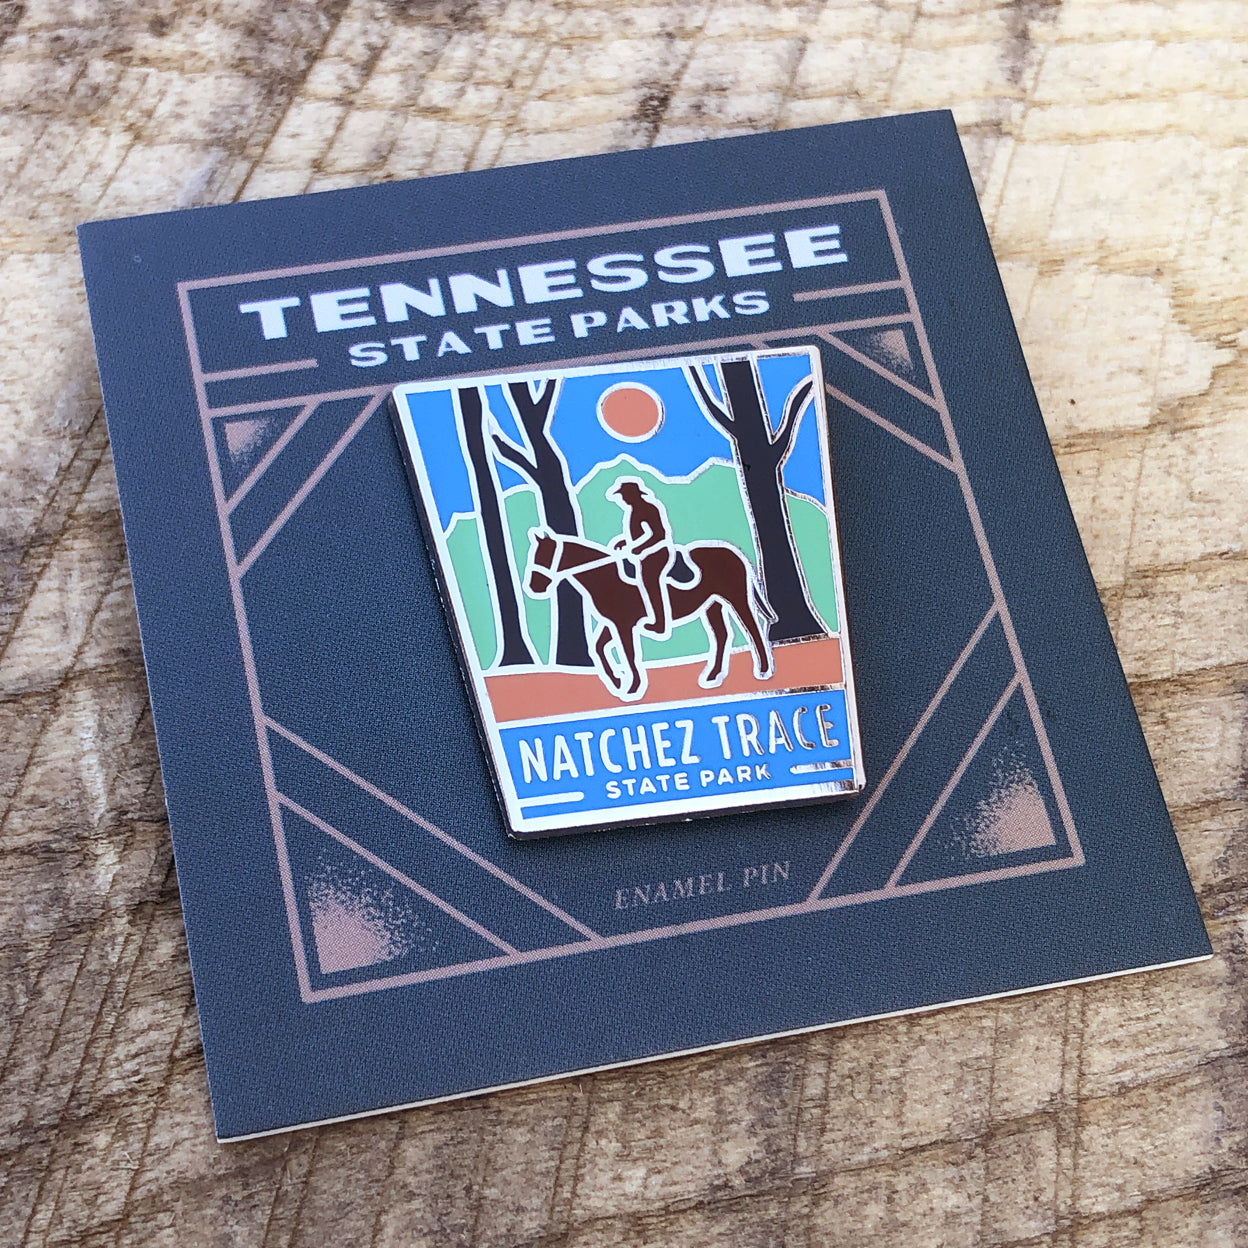 TENNESSEE
STATE PARKS
NATCHEZ TRACE
STATE PARK
ENAMEL PIN